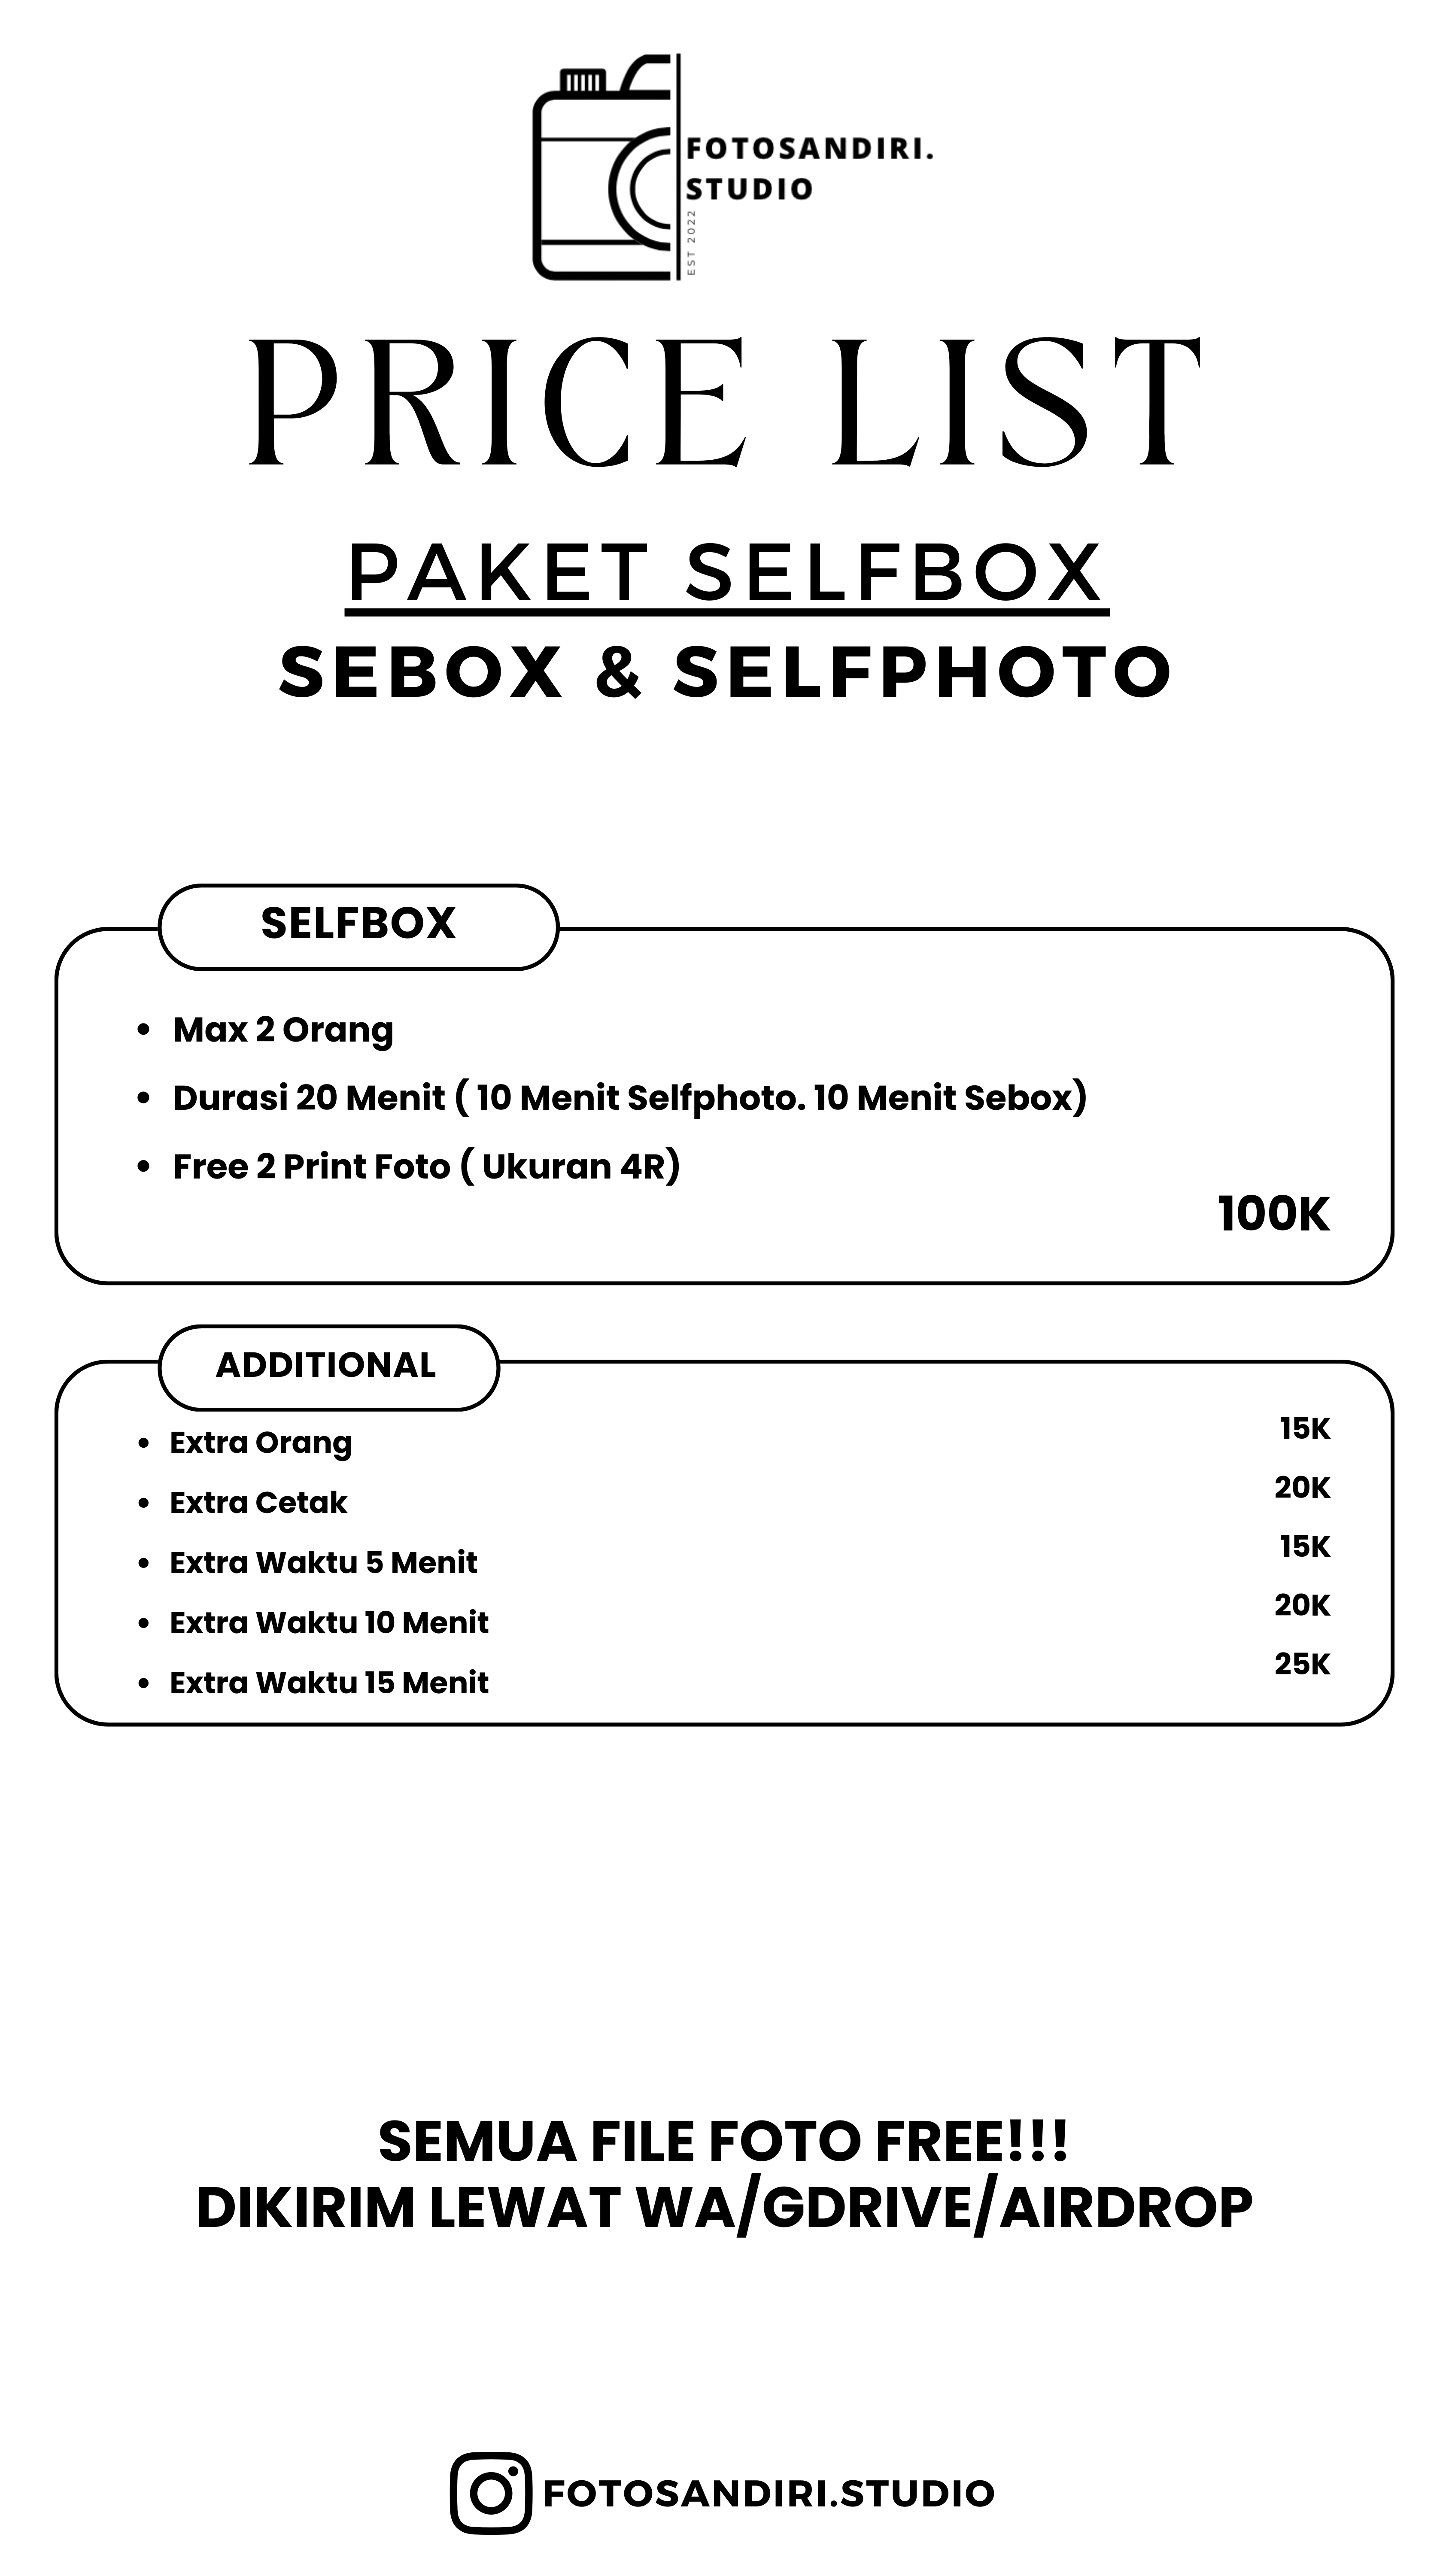 FOTOSANDIRI.
STUDIO
EST 2022
PRICE LIST
PAKET SELFBOX
SEBOX & SELFPHOTO
SELFBOX
• Max 2 Orang
• Durasi 20 Menit ( 10 Menit Selfphoto. 10 Menit Sebox)
• Free 2 Print Foto ( Ukuran 4R)
100K
ADDITIONAL
• Extra Orang 15K
• Extra Cetak 20K
• Extra Waktu 5 Menit 15K
• Extra Waktu 10 Menit 20K
• Extra Waktu 15 Menit 25K
SEMUA FILE FOTO FREE!!!
DIKIRIM LEWAT WA/GDRIVE/AIRDROP
FOTOSANDIRI.STUDIO